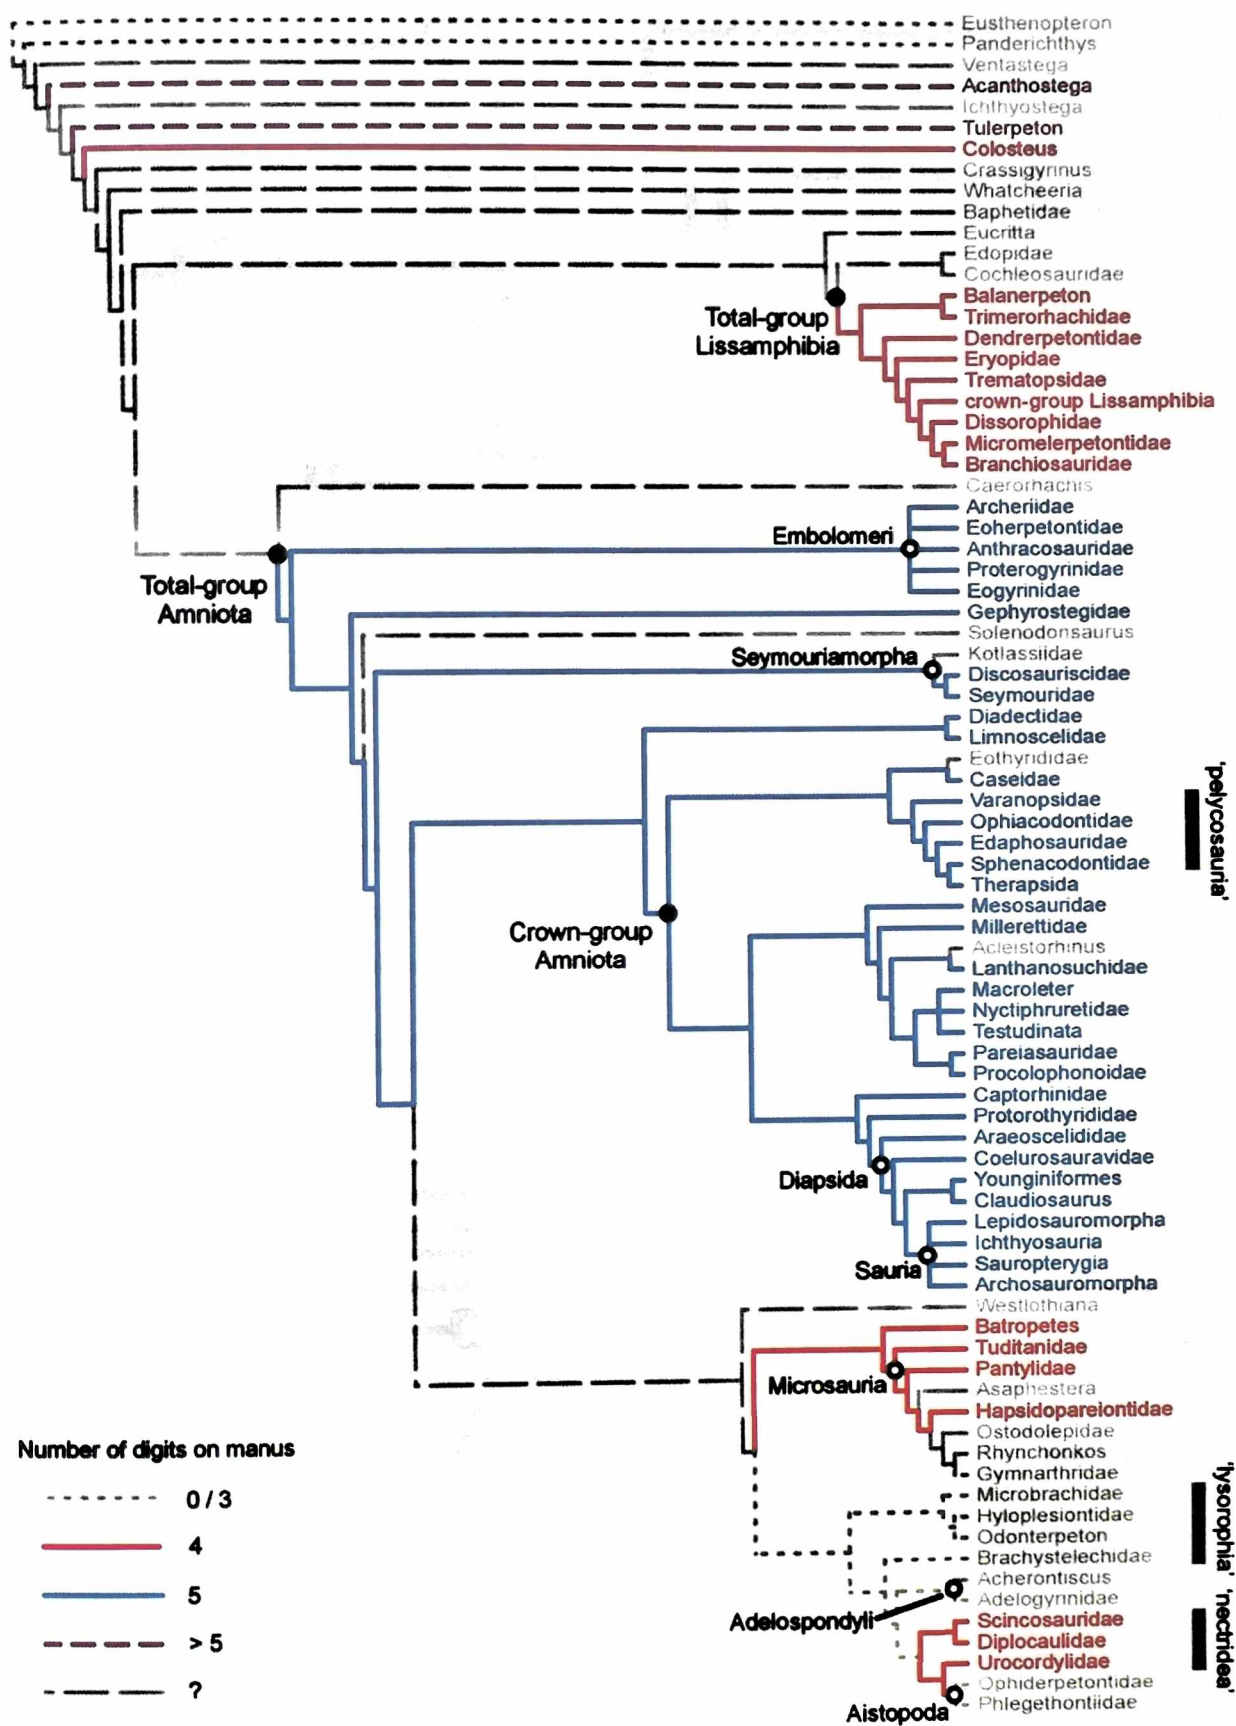 Eusthenopteron
Panderichthys
Ventastega
Acanthostega
Ichthyostega
Tulerpeton
Colosteus
Crassigyrinus
Whatcheeria
Baphetidae
Eucritta
Edopidae
Cochleosauridae
Balanerpeton
Trimerorhachidae
Dendrerpetontidae
Eryopidae
Trematopsidae
crown-group Lissamphibia
Dissorophidae
Micromelerpetontidae
Branchiosauridae
Total-group
Lissamphibia
Caerorhachis
Archeriidae
Eoherpetontidae
Anthracosauridae
Proterogyrinidae
Eogyrinidae
Embolomeri
Total-group
Amniota
Gephyrostegidae
Solenodonsaurus
Kotlassiidae
Discosauriscidae
Seymouridae
Seymouriamorpha
Diadectidae
Limnoscelidae
Eothyrididae
Caseidae
Varanopsidae
Ophiacodontidae
Edaphosauridae
Sphenacodontidae
Therapsida
'pelycosauria'
Mesosauridae
Millerettidae
Acleistorhinus
Lanthanosuchidae
Macroleter
Nyctiphruretidae
Testudinata
Pareiasauridae
Procolophonoidae
Crown-group
Amniota
Captorhinidae
Protorothyrididae
Araeoscelididae
Coelurosauravidae
Younginiformes
Claudiosaurus
Lepidosauromorpha
Ichthyosauria
Sauropterygia
Archosauromorpha
Diapsida
Sauria
Westlothiana
Batropetes
Tuditanidae
Pantylidae
Asaphestera
Hapsidopareiontidae
Ostodolepidae
Rhynchonkos
Gymnarthridae
Microsauria
Microbrachidae
Hyloplesiontidae
Odonterpeton
Brachystelechidae
Acherontiscus
Adelogyrinidae
Scincosauridae
Diplocaulidae
Urocordylidae
Ophiderpetontidae
Phlegethontiidae
Adelospondyli
Aistopoda
'lysorophia'
'nectridea'
Number of digits on manus
0 / 3
4
5
> 5
?